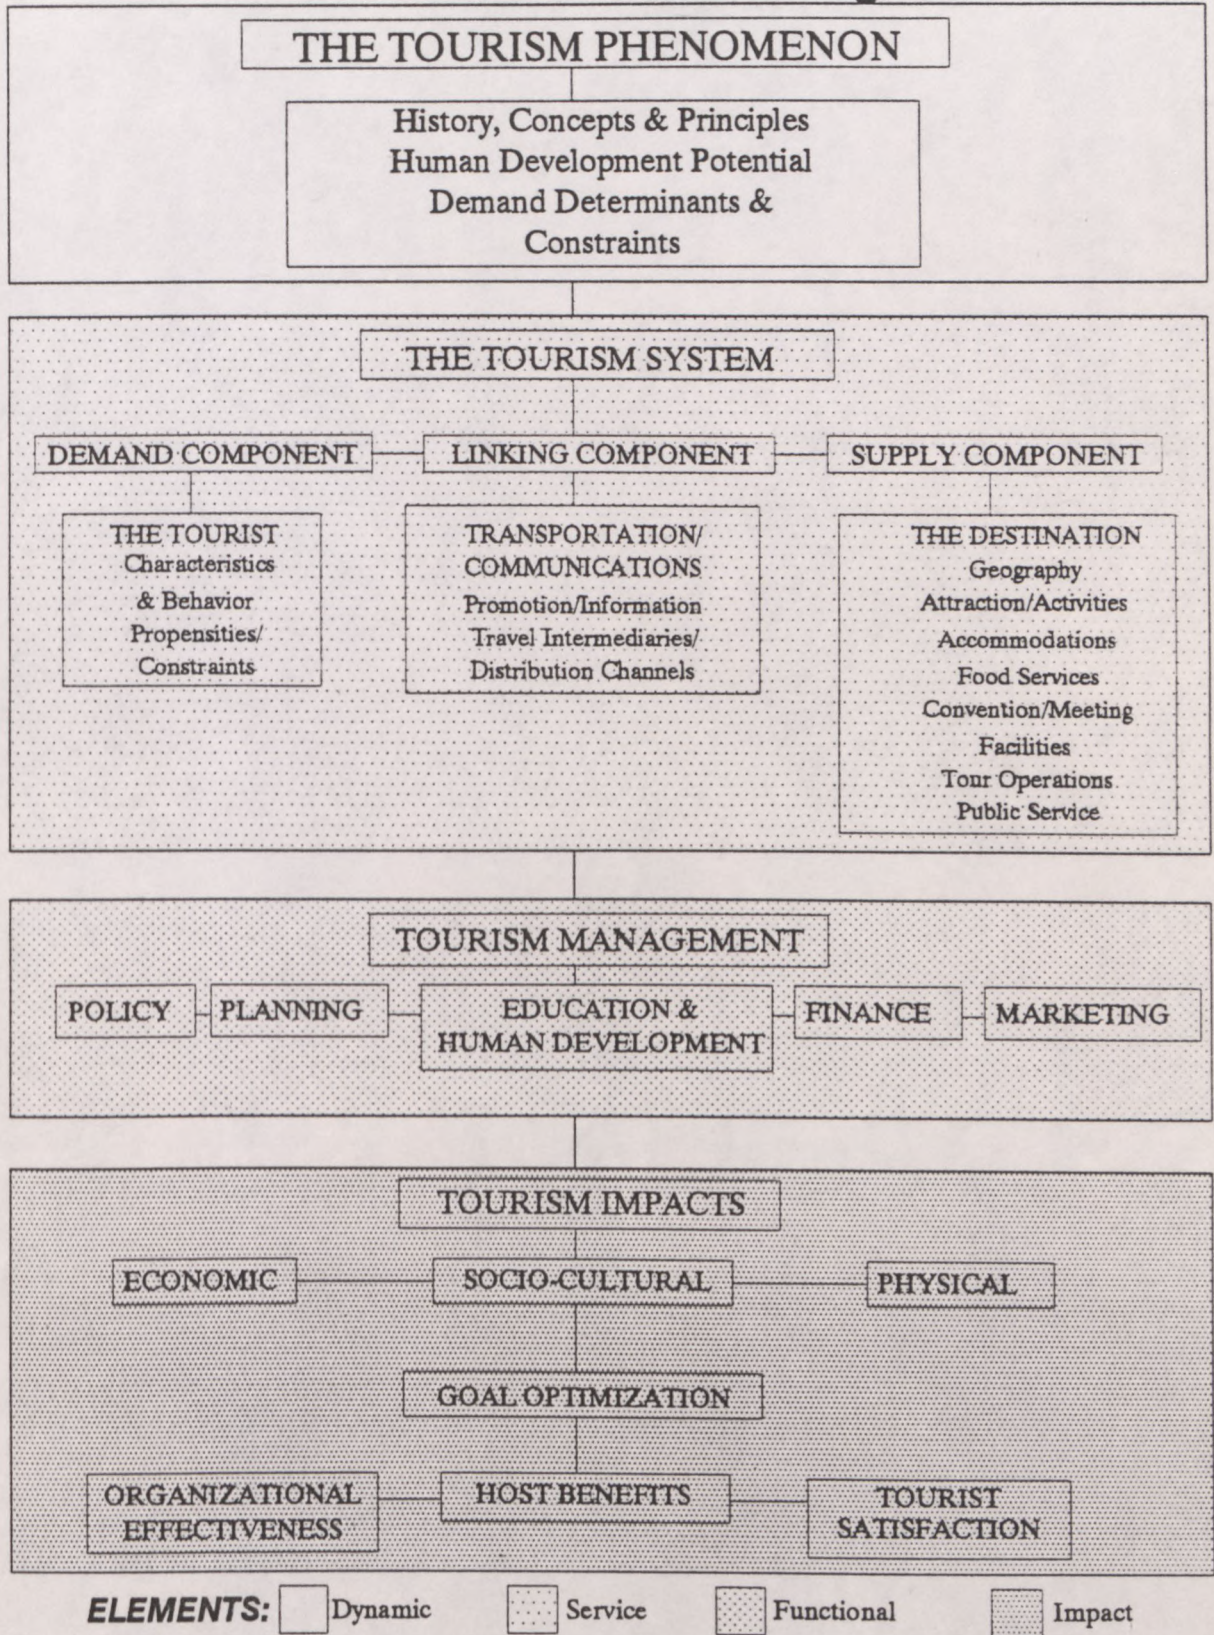 THE TOURISM PHENOMENON
History, Concepts & Principles
Human Development Potential
Demand Determinants &
Constraints
THE TOURISM SYSTEM
DEMAND COMPONENT
LINKING COMPONENT
SUPPLY COMPONENT
THE TOURIST
Characteristics
& Behavior
Propensities/
Constraints
TRANSPORTATION/
COMMUNICATIONS
Promotion/Information
Travel Intermediaries/
Distribution Channels
THE DESTINATION
Geography
Attraction/Activities
Accommodations
Food Services
Convention/Meeting
Facilities
Tour Operations
Public Service
TOURISM MANAGEMENT
POLICY
PLANNING
EDUCATION &
HUMAN DEVELOPMENT
FINANCE
MARKETING
TOURISM IMPACTS
ECONOMIC
SOCIO-CULTURAL
PHYSICAL
GOAL OPTIMIZATION
ORGANIZATIONAL
EFFECTIVENESS
HOST BENEFITS
TOURIST
SATISFACTION
ELEMENTS: Dynamic Service Functional Impact